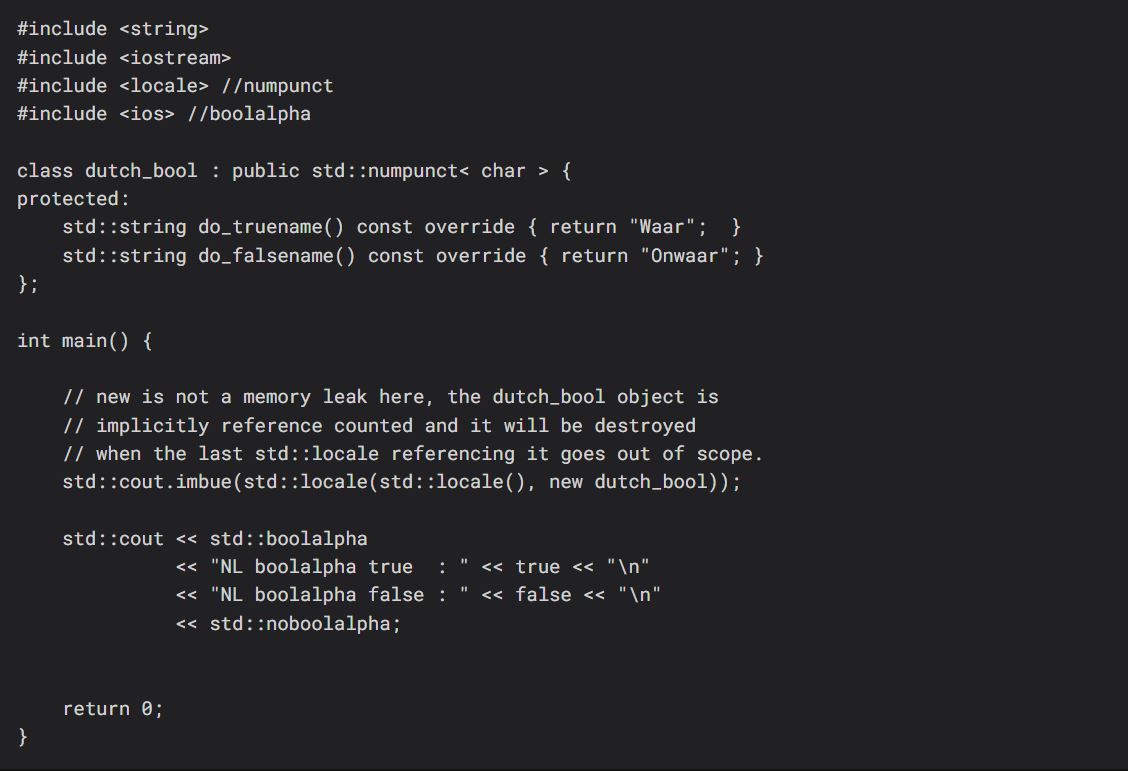 #include <string>
#include <iostream>
#include <locale> //numpunct
#include <ios> //boolalpha
class dutch_bool : public std::numpunct< char > {
protected:
    std::string do_truename() const override { return "Waar";  }
    std::string do_falsename() const override { return "Onwaar"; }
};
int main() {
    // new is not a memory leak here, the dutch_bool object is
    // implicitly reference counted and it will be destroyed
    // when the last std::locale referencing it goes out of scope.
    std::cout.imbue(std::locale(std::locale(), new dutch_bool));
    std::cout << std::boolalpha
              << "NL boolalpha true  : " << true << "\n"
              << "NL boolalpha false : " << false << "\n"
              << std::noboolalpha;
    return 0;
}